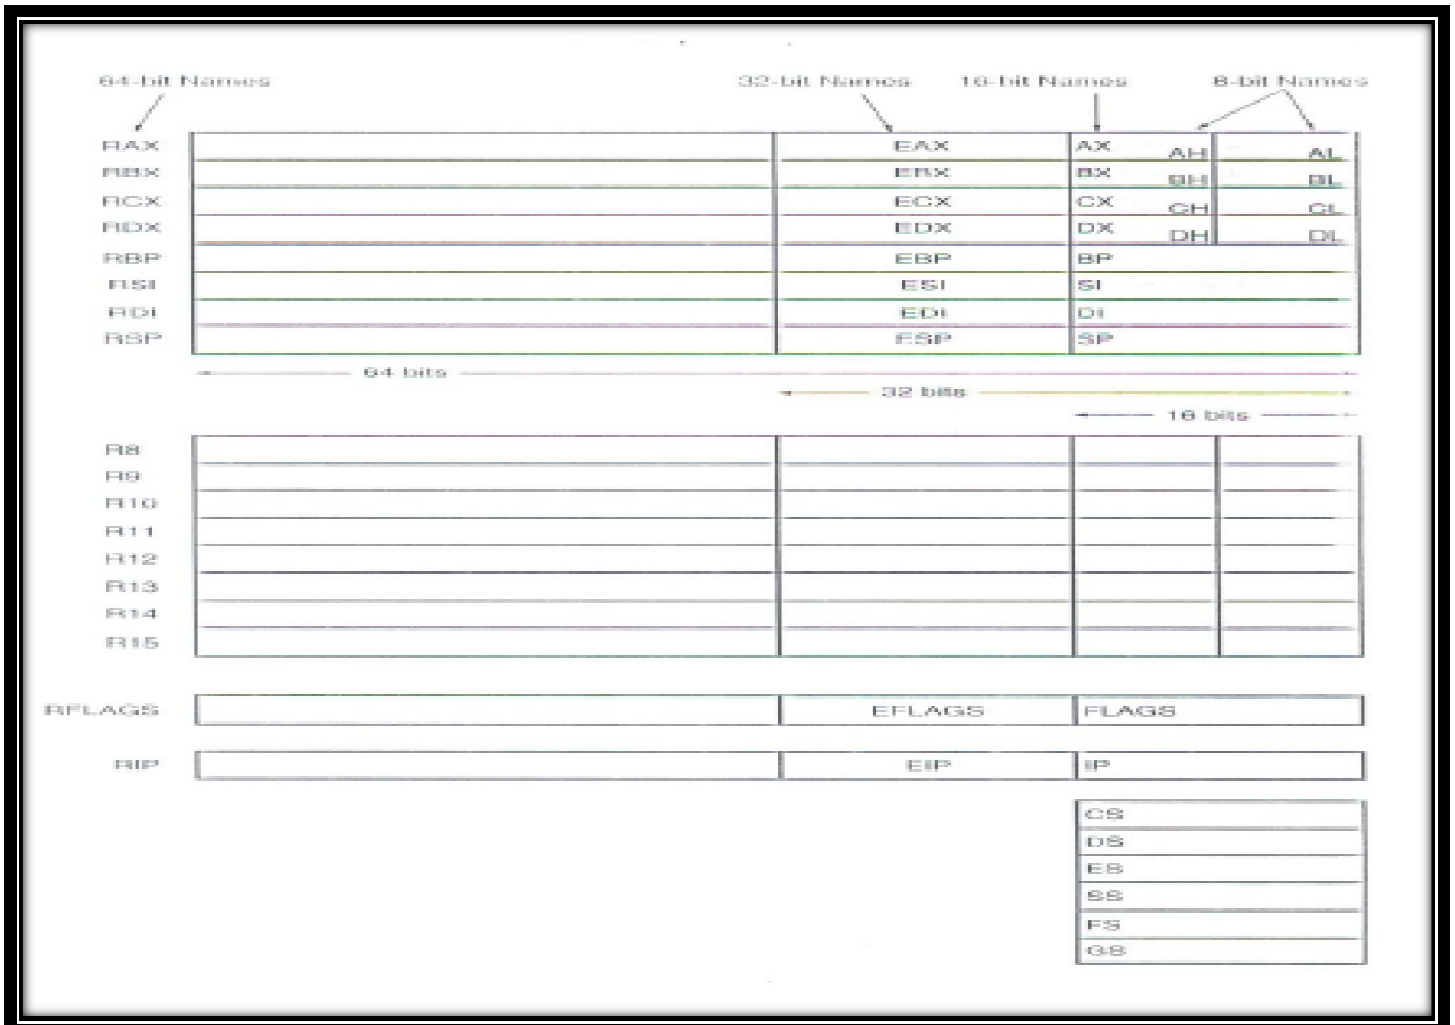 64-bit Names 32-bit Names 16-bit Names 8-bit Names
RAX EAX AX AH AL
RBX EBX BX BH BL
RCX ECX CX CH CL
RDX EDX DX DH DL
RBP EBP BP
RSI ESI SI
RDI EDI DI
RSP ESP SP
64 bits
32 bits
16 bits
R8
R9
R10
R11
R12
R13
R14
R15
RFLAGS EFLAGS FLAGS
RIP EIP IP
CS
DS
ES
SS
FS
GS